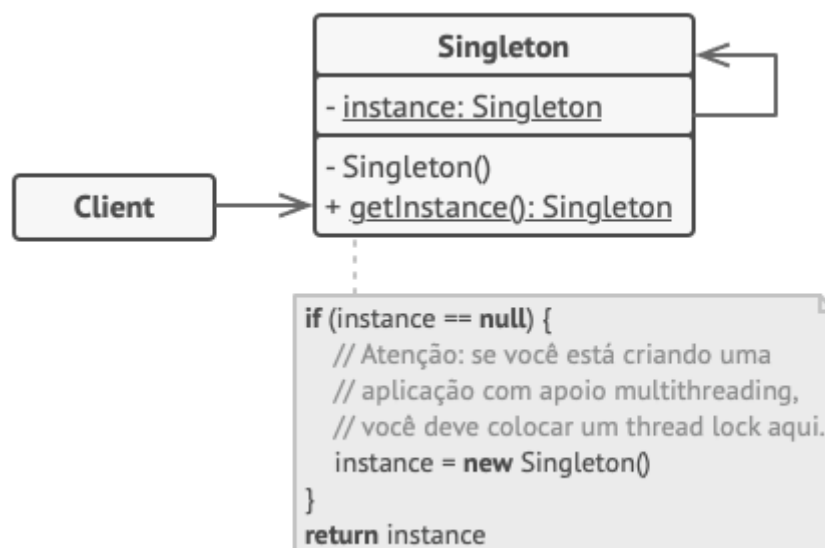 Singleton
- instance: Singleton
- Singleton()
+ getInstance(): Singleton
Client
if (instance == null) {
// Atenção: se você está criando uma
// aplicação com apoio multithreading,
// você deve colocar um thread lock aqui.
instance = new Singleton()
}
return instance